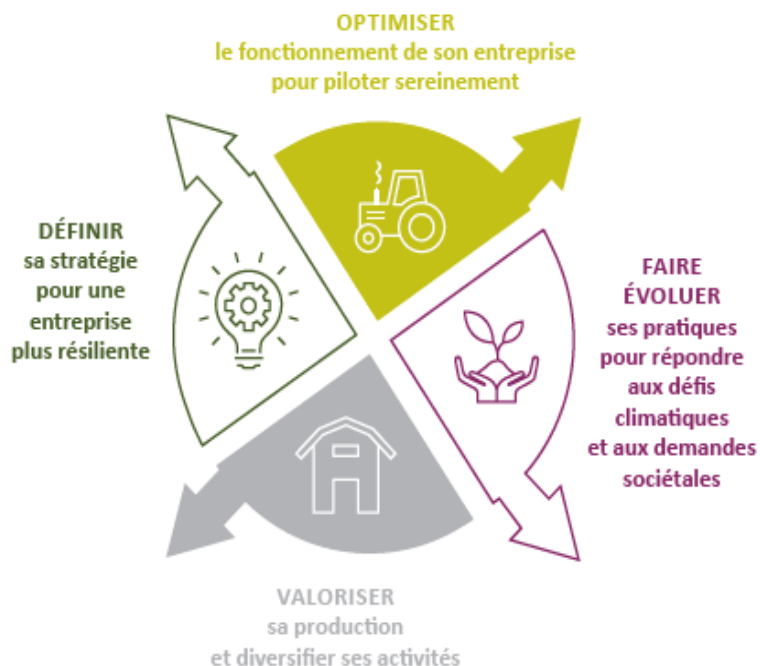 OPTIMISER
le fonctionnement de son entreprise
pour piloter sereinement
DÉFINIR
sa stratégie
pour une
entreprise
plus résiliente
FAIRE
ÉVOLUER
ses pratiques
pour répondre
aux défis
climatiques
et aux demandes
sociétales
VALORISER
sa production
et diversifier ses activités